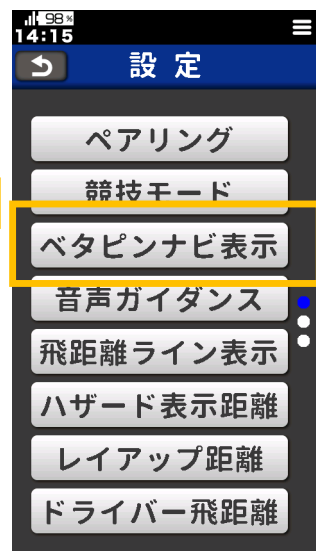 98%
14:15
設定
ペアリング
競技モード
ベタピンナビ表示
音声ガイダンス
飛距離ライン表示
ハザード表示距離
レイアップ距離
ドライバー飛距離